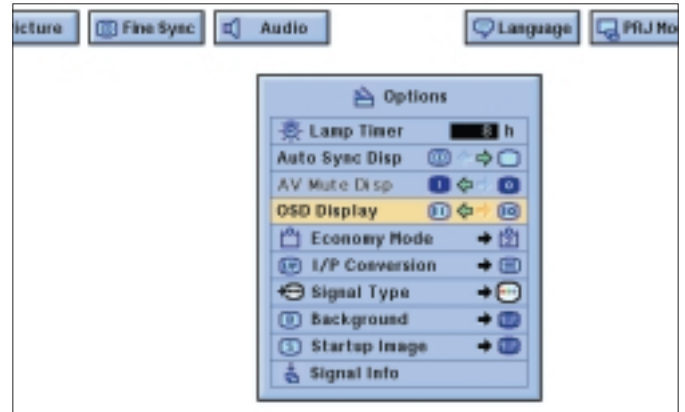 icture Fine Sync Audio Language PRJ Mo
Options
Lamp Timer 8 h
Auto Sync Disp
AV Mute Disp
OSD Display
Economy Mode
I/P Conversion
Signal Type
Background
Startup Image
Signal Info